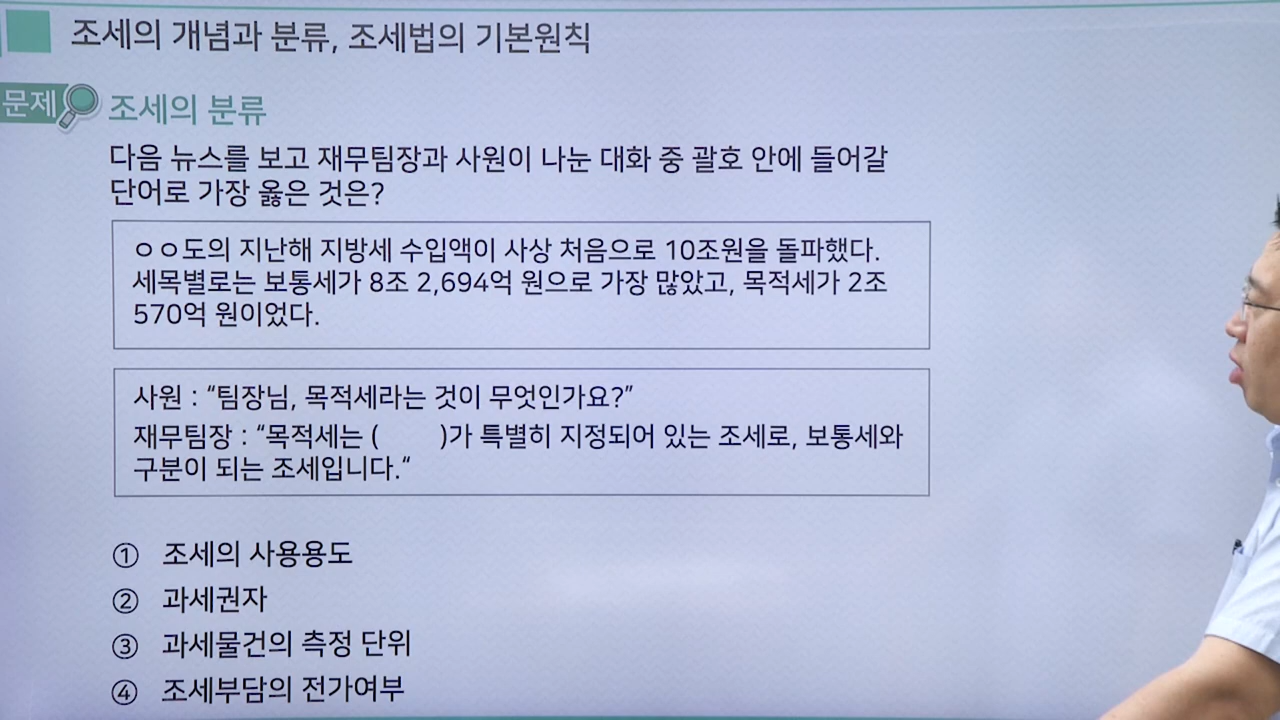 조세의 개념과 분류, 조세법의 기본원칙
문제
조세의 분류
다음 뉴스를 보고 재무팀장과 사원이 나눈 대화 중 괄호 안에 들어갈
단어로 가장 옳은 것은?
ㅇㅇ도의 지난해 지방세 수입액이 사상 처음으로 10조원을 돌파했다.
세목별로는 보통세가 8조 2,694억 원으로 가장 많았고, 목적세가 2조
570억 원이었다.
사원 : “팀장님, 목적세라는 것이 무엇인가요?”
재무팀장 : “목적세는 ( )가 특별히 지정되어 있는 조세로, 보통세와
구분이 되는 조세입니다.“
① 조세의 사용용도
② 과세권자
③ 과세물건의 측정 단위
④ 조세부담의 전가여부